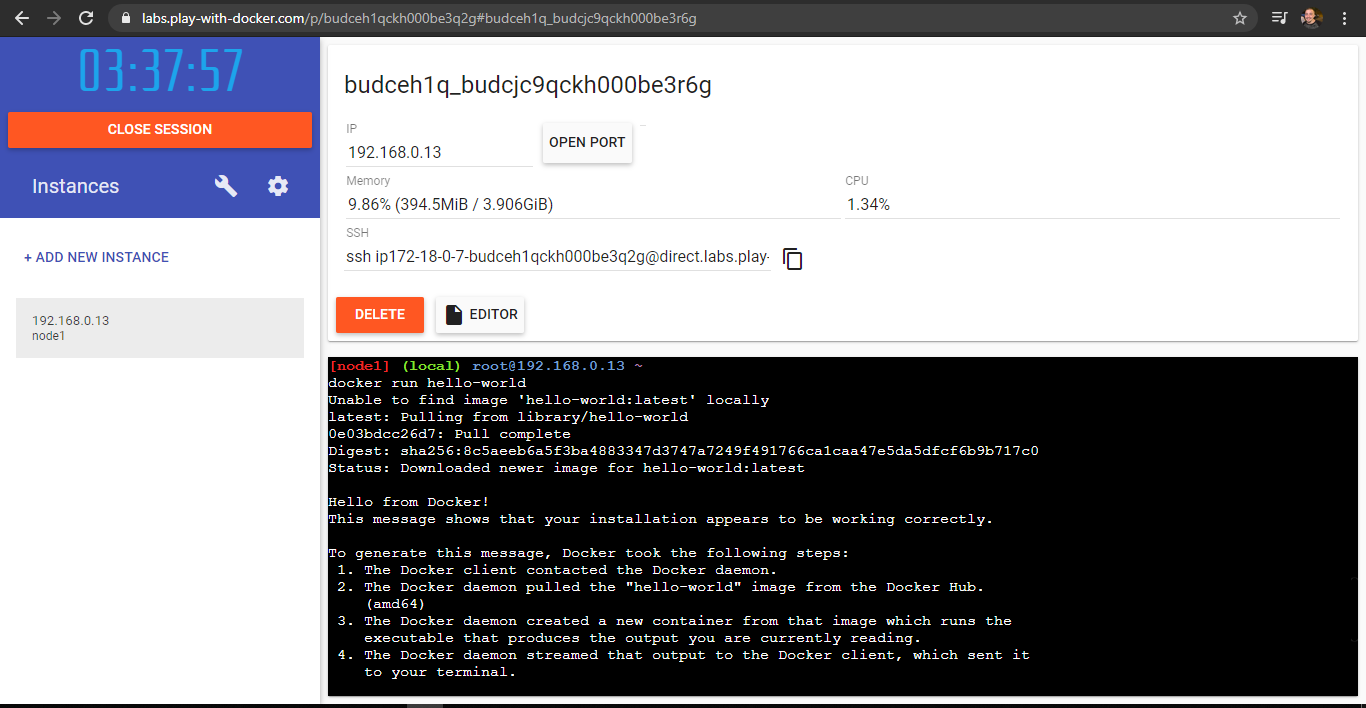 labs.play-with-docker.com/p/budceh1qckh000be3q2g#budceh1q_budcjc9qckh000be3r6g
03:37:57
CLOSE SESSION
Instances
+ ADD NEW INSTANCE
192.168.0.13
node1
budceh1q_budcjc9qckh000be3r6g
IP
192.168.0.13
OPEN PORT
Memory
9.86% (394.5MiB / 3.906GiB)
CPU
1.34%
SSH
ssh ip172-18-0-7-budceh1qckh000be3q2g@direct.labs.play-
DELETE
EDITOR
[node1] (local) root@192.168.0.13 ~
docker run hello-world
Unable to find image 'hello-world:latest' locally
latest: Pulling from library/hello-world
0e03bdcc26d7: Pull complete
Digest: sha256:8c5aeeb6a5f3ba4883347d3747a7249f491766ca1caa47e5da5dfcf6b9b717c0
Status: Downloaded newer image for hello-world:latest
Hello from Docker!
This message shows that your installation appears to be working correctly.
To generate this message, Docker took the following steps:
1. The Docker client contacted the Docker daemon.
2. The Docker daemon pulled the "hello-world" image from the Docker Hub.
(amd64)
3. The Docker daemon created a new container from that image which runs the
executable that produces the output you are currently reading.
4. The Docker daemon streamed that output to the Docker client, which sent it
to your terminal.